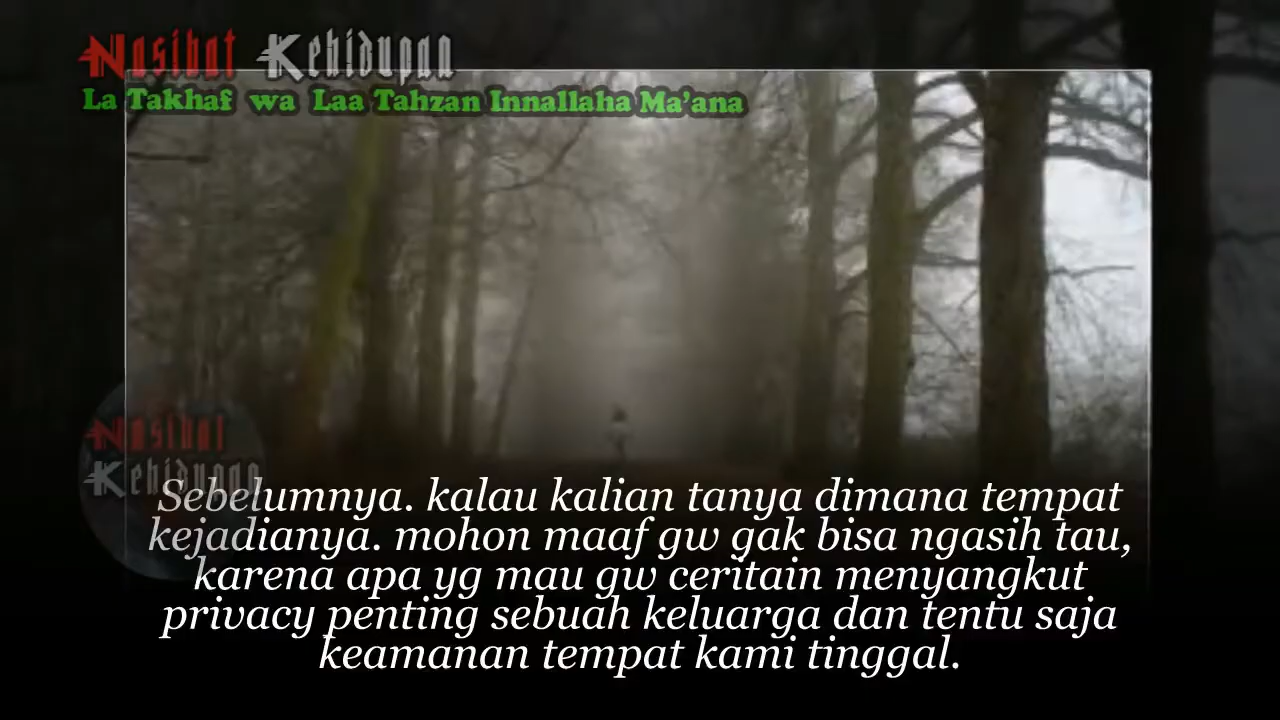 Nasihat Kehidupan
La Takhaf wa Laa Tahzan Innallaha Ma'ana
Nasihat
Kehidupan
Sebelumnya. kalau kalian tanya dimana tempat
kejadianya. mohon maaf gw gak bisa ngasih tau,
karena apa yg mau gw ceritain menyangkut
privacy penting sebuah keluarga dan tentu saja
keamanan tempat kami tinggal.